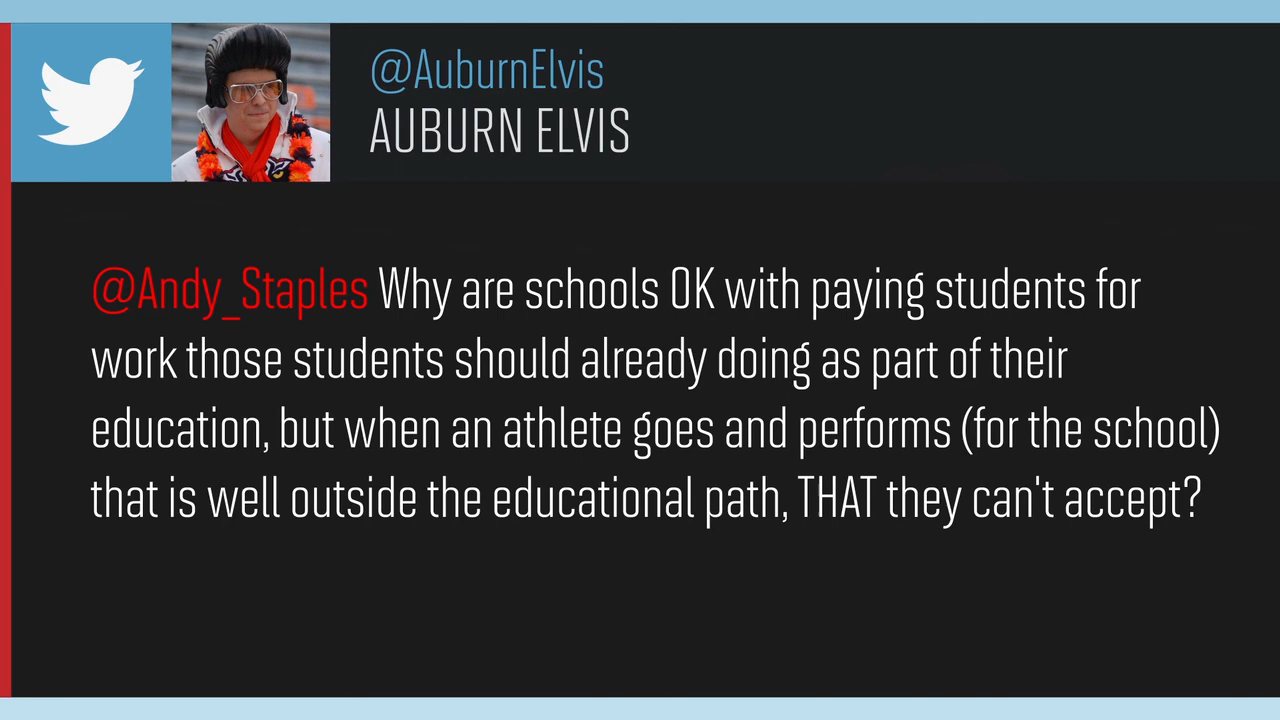 @AuburnElvis
AUBURN ELVIS
@Andy_Staples Why are schools OK with paying students for
work those students should already doing as part of their
education, but when an athlete goes and performs (for the school)
that is well outside the educational path, THAT they can't accept?